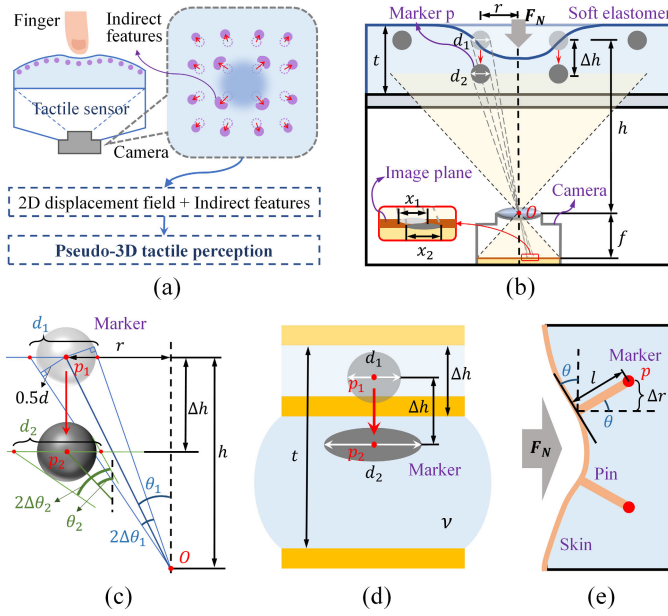 Finger
Indirect
features
Tactile sensor
Camera
2D displacement field + Indirect features
Pseudo-3D tactile perception
(a)
Marker p
r
F_N
Soft elastomer
d_1
t
d_2
Δh
h
Image plane
x_1
x_2
O
Camera
f
(b)
d_1
Marker
r
p_1
0.5d
Δh
h
d_2
p_2
2Δθ_2
θ_2
θ_1
2Δθ_1
O
(c)
d_1
Δh
p_1
Δh
t
p_2
d_2
Marker
ν
(d)
Marker
θ
l
p
Δr
θ
F_N
Pin
Skin
(e)